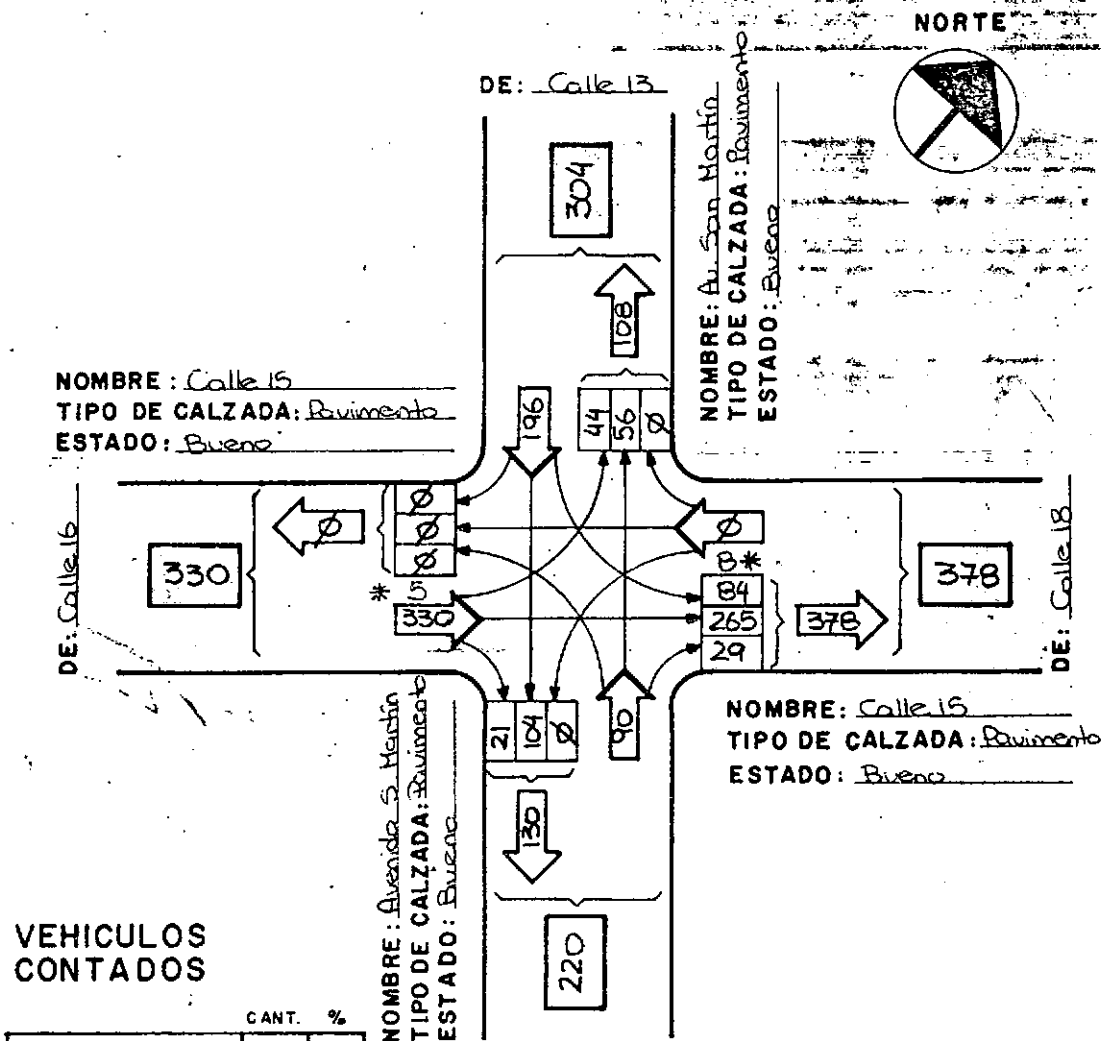 NORTE
DE: Calle 13
NOMBRE: Av. San Martín
TIPO DE CALZADA: Pavimento
ESTADO: Bueno
304
108
NOMBRE: Calle 15
TIPO DE CALZADA: Pavimento
ESTADO: Bueno
196
44 56 Ø
DE: Calle 16
330
Ø
Ø
Ø
Ø
* 5
330
Ø
8*
84
265
29
378
378
DE: Calle 18
21 104 Ø
90
130
220
NOMBRE: Avenida S. Martín
TIPO DE CALZADA: Pavimento
ESTADO: Bueno
NOMBRE: Calle 15
TIPO DE CALZADA: Pavimento
ESTADO: Bueno
VEHICULOS
CONTADOS
CANT. %